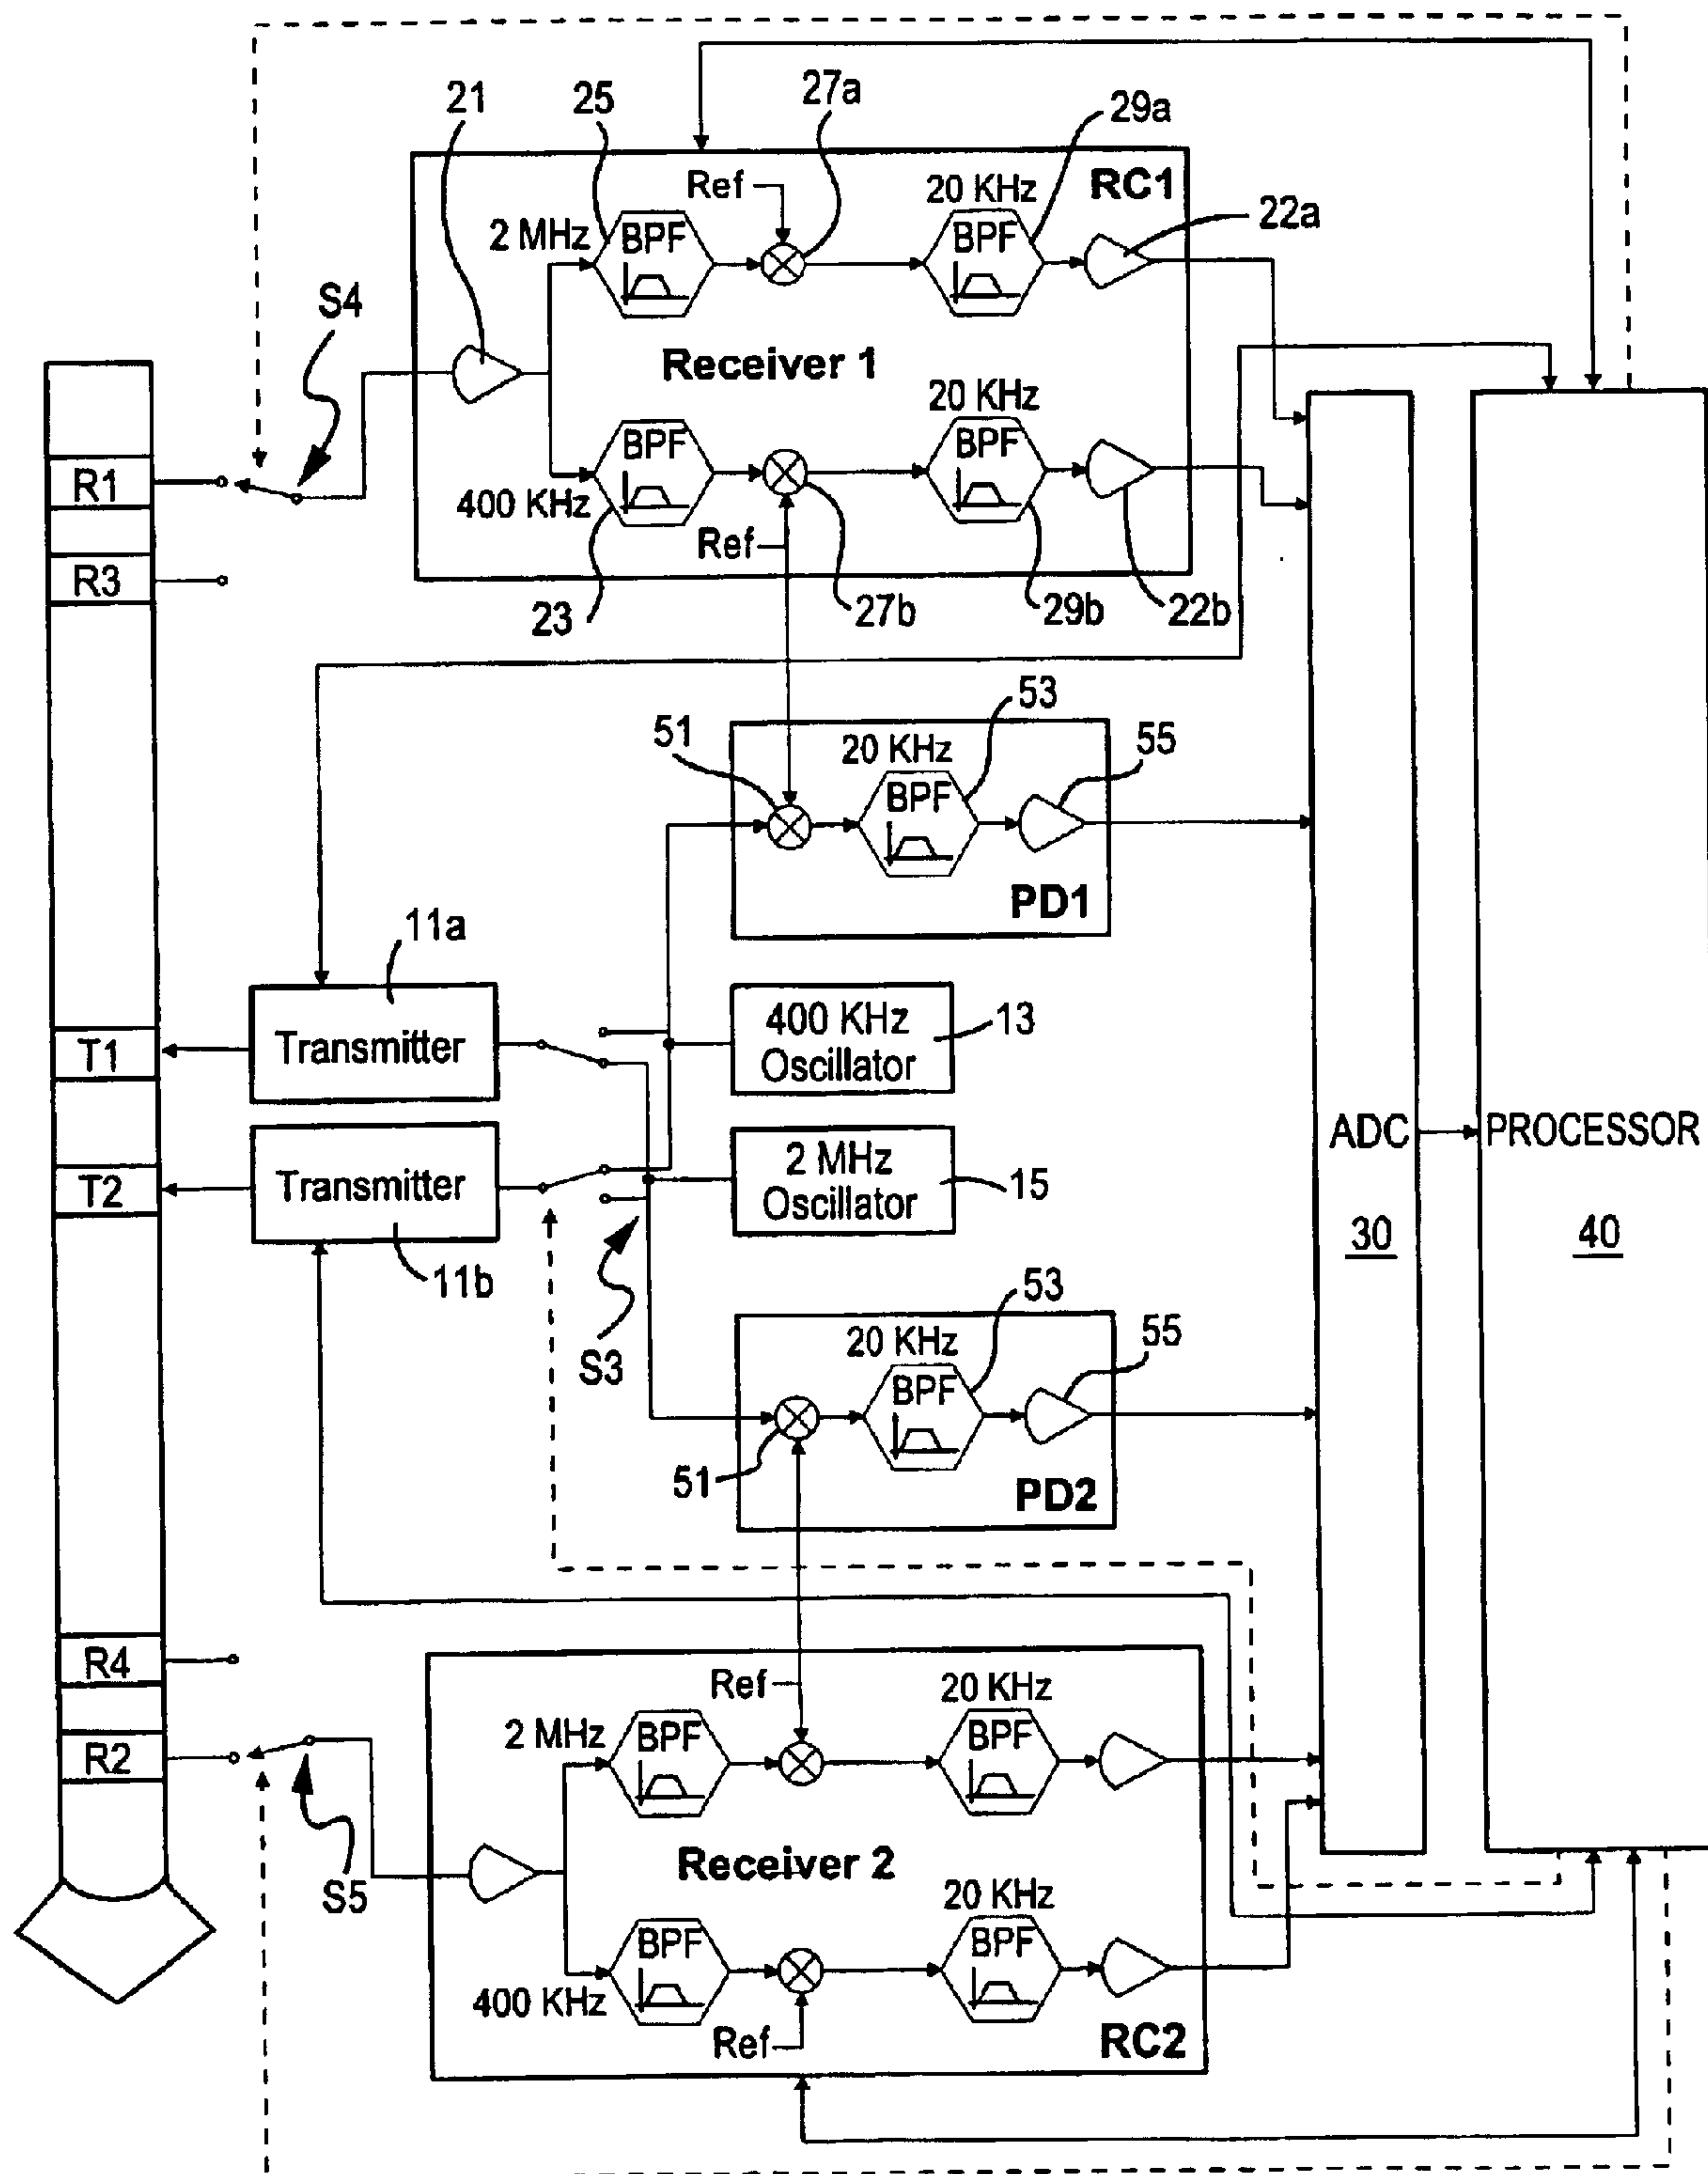 21
25
27a
29a
Ref
20 KHz
RC1
22a
2 MHz
BPF
BPF
S4
Receiver 1
20 KHz
R1
BPF
BPF
400 KHz
Ref
R3
23
27b
29b
22b
53
51
20 KHz
55
BPF
PD1
11a
T1
Transmitter
400 KHz
Oscillator
13
ADC
PROCESSOR
T2
Transmitter
2 MHz
Oscillator
15
30
40
11b
53
S3
20 KHz
55
BPF
51
PD2
R4
Ref
20 KHz
2 MHz
BPF
BPF
R2
Receiver 2
S5
20 KHz
BPF
BPF
400 KHz
Ref
RC2